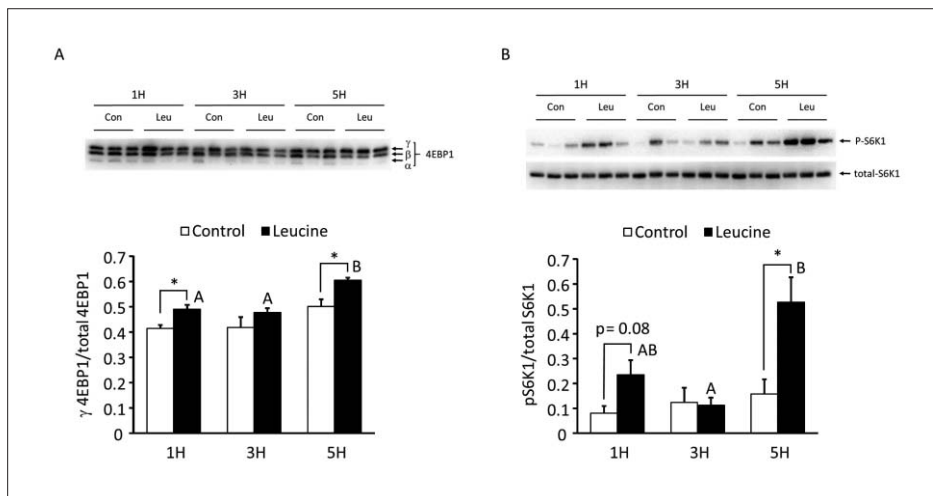 A
1H 3H 5H
Con Leu Con Leu Con Leu
γ
β 4EBP1
α
Control Leucine
γ 4EBP1/total 4EBP1
0.7
0.6
0.5
0.4
0.3
0.2
0.1
0
* A
A
* B
1H 3H 5H
B
1H 3H 5H
Con Leu Con Leu Con Leu
P-S6K1
total-S6K1
Control Leucine
pS6K1/total S6K1
0.7
0.6
0.5
0.4
0.3
0.2
0.1
0
p = 0.08
AB
A
* B
1H 3H 5H